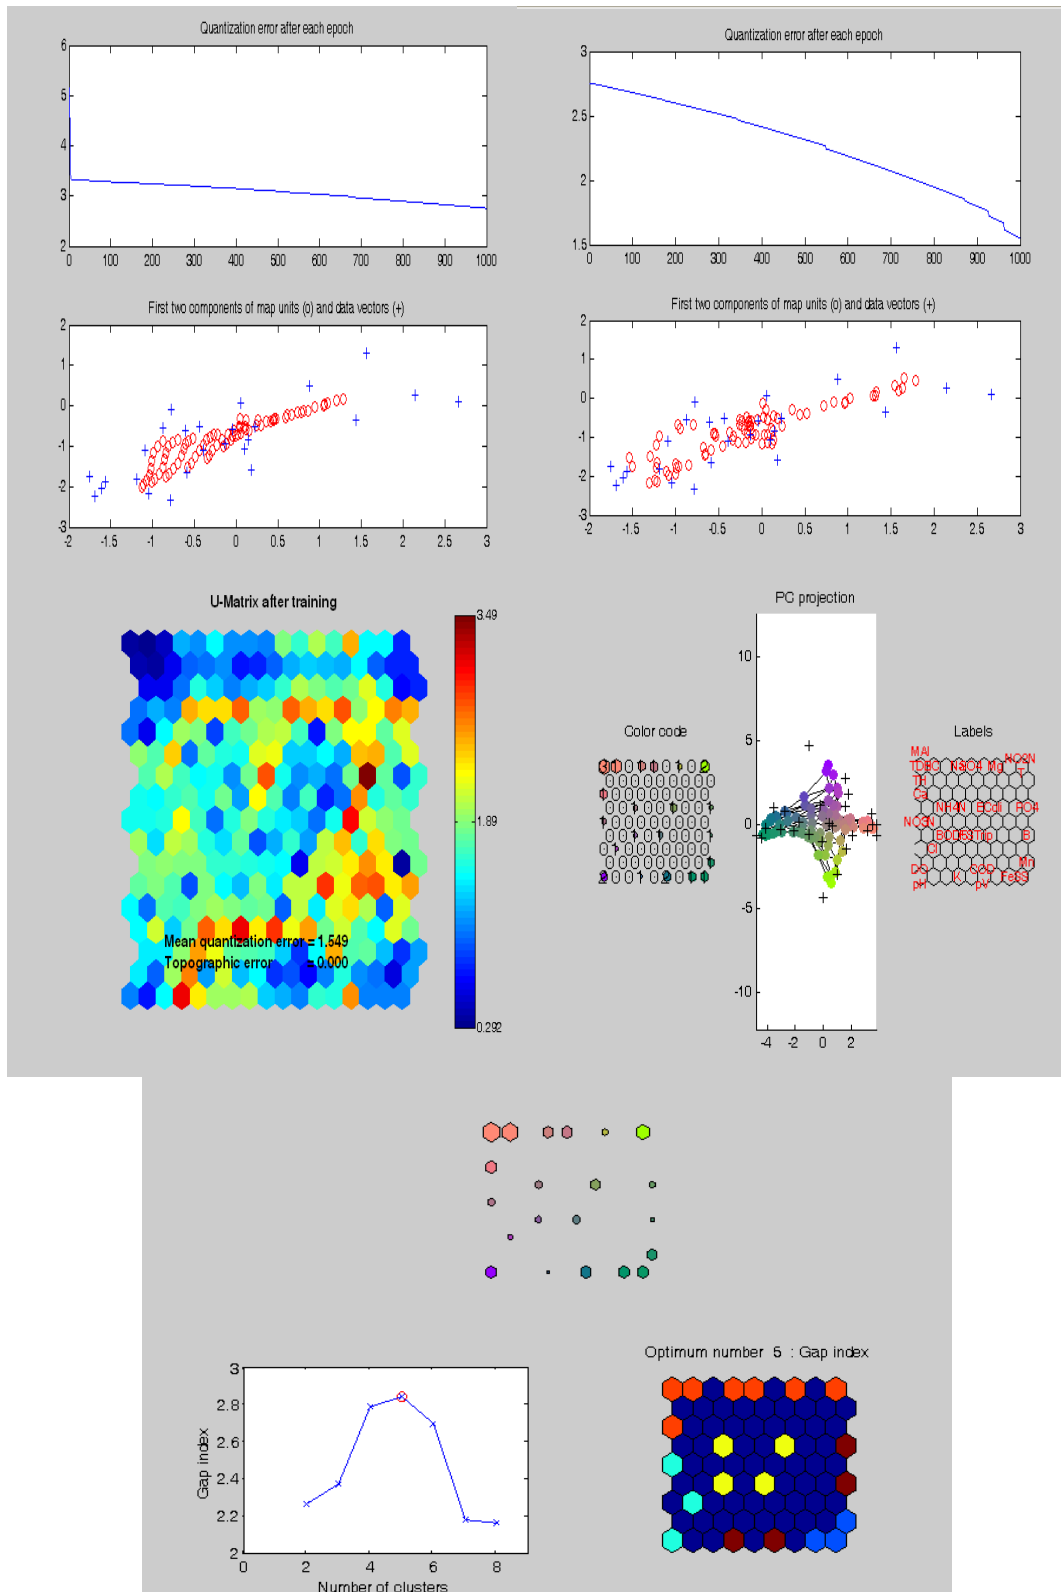 Quantization error after each epoch
6
5
4
3
2
0 100 200 300 400 500 600 700 800 900 1000
Quantization error after each epoch
3
2.5
2
1.5
0 100 200 300 400 500 600 700 800 900 1000
First two components of map units (o) and data vectors (+)
2
1
0
-1
-2
-3
-2 -1.5 -1 -0.5 0 0.5 1 1.5 2 2.5 3
First two components of map units (o) and data vectors (+)
2
1
0
-1
-2
-3
-2 -1.5 -1 -0.5 0 0.5 1 1.5 2 2.5 3
U-Matrix after training
3.49
1.89
0.292
Mean quantization error = 1.549
Topographic error = 0.000
Color code
PC projection
10
5
0
-5
-10
-4 -2 0 2
Labels
MAI
NO2N
Mg
T
TH
Ca
NH4N
PO4
B
Cl
Mn
K
pH
Optimum number 5 : Gap index
Gap index
3
2.8
2.6
2.4
2.2
2
0 2 4 6 8
Number of clusters